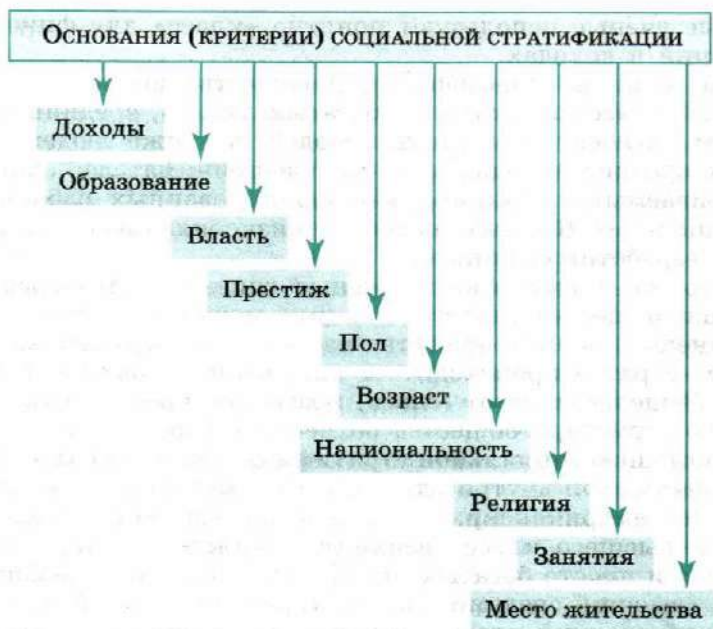 Основания (критерии) социальной стратификации
Доходы
Образование
Власть
Престиж
Пол
Возраст
Национальность
Религия
Занятия
Место жительства